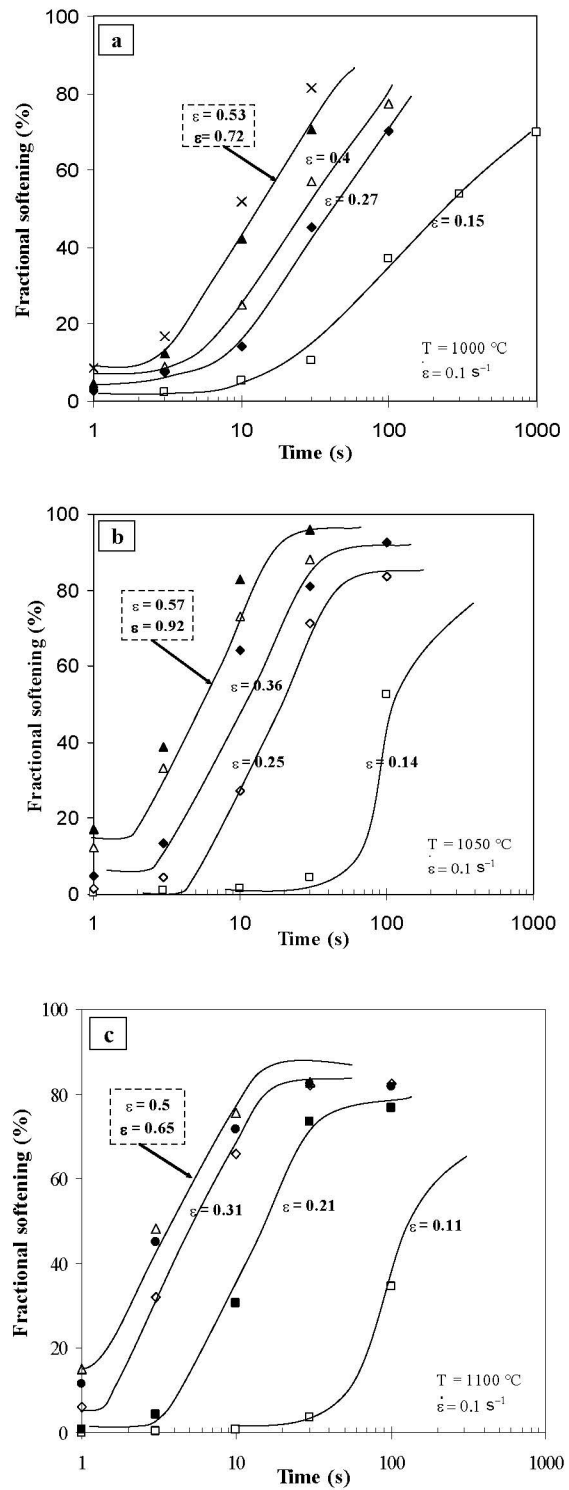 a
100
80
60
40
20
0
Fractional softening (%)
ε = 0.53
ε= 0.72
ε = 0.4
ε = 0.27
ε = 0.15
T = 1000 °C
ε̇ = 0.1 s⁻¹
1 10 100 1000
Time (s)
b
100
80
60
40
20
0
Fractional softening (%)
ε = 0.57
ε = 0.92
ε = 0.36
ε = 0.25
ε = 0.14
T = 1050 °C
ε̇ = 0.1 s⁻¹
1 10 100 1000
Time (s)
c
100
80
60
40
20
0
Fractional softening (%)
ε = 0.5
ε = 0.65
ε = 0.31
ε = 0.21
ε = 0.11
T = 1100 °C
ε̇ = 0.1 s⁻¹
1 10 100 1000
Time (s)